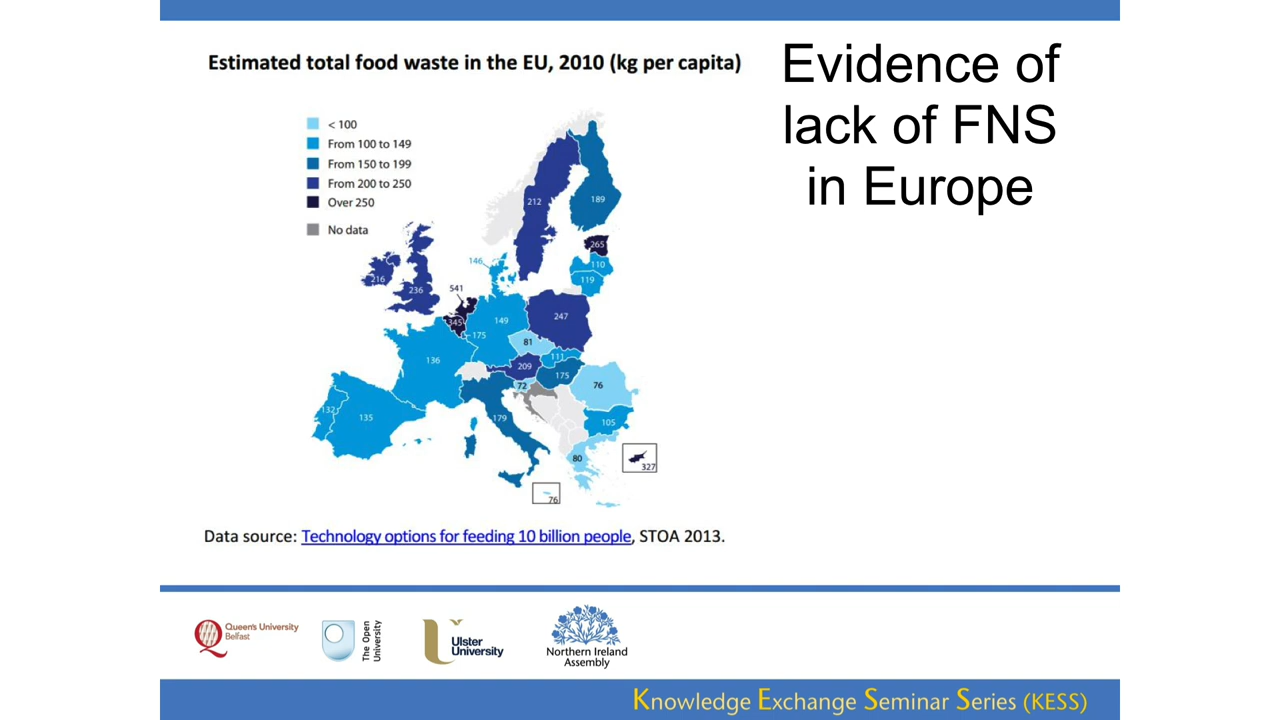 Estimated total food waste in the EU, 2010 (kg per capita)
Evidence of
lack of FNS
in Europe
< 100
From 100 to 149
From 150 to 199
From 200 to 250
Over 250
No data
212
189
265
110
119
146
541
216
236
345
175
149
247
81
111
136
209
175
72
76
132
135
179
105
80
327
76
Data source: Technology options for feeding 10 billion people, STOA 2013.
Queen's University
Belfast
The Open
University
Ulster
University
Northern Ireland
Assembly
Knowledge Exchange Seminar Series (KESS)